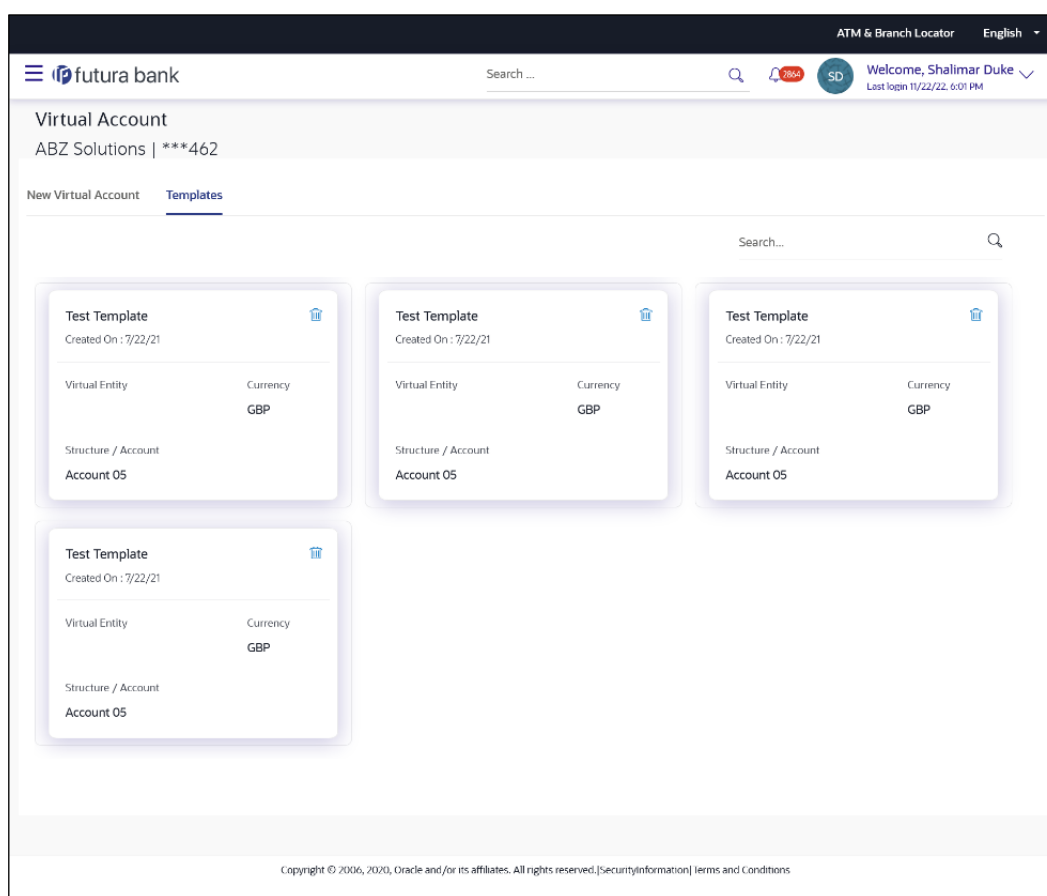 ATM & Branch Locator English
futura bank Search ... 2864 SD Welcome, Shalimar Duke
Last login 11/22/22, 6:01 PM
Virtual Account
ABZ Solutions | ***462
New Virtual Account Templates
Search...
Test Template Test Template Test Template
Created On : 7/22/21 Created On : 7/22/21 Created On : 7/22/21
Virtual Entity Currency Virtual Entity Currency Virtual Entity Currency
GBP GBP GBP
Structure / Account Structure / Account Structure / Account
Account 05 Account 05 Account 05
Test Template
Created On : 7/22/21
Virtual Entity Currency
GBP
Structure / Account
Account 05
Copyright © 2006, 2020, Oracle and/or its affiliates. All rights reserved.|SecurityInformation|Terms and Conditions